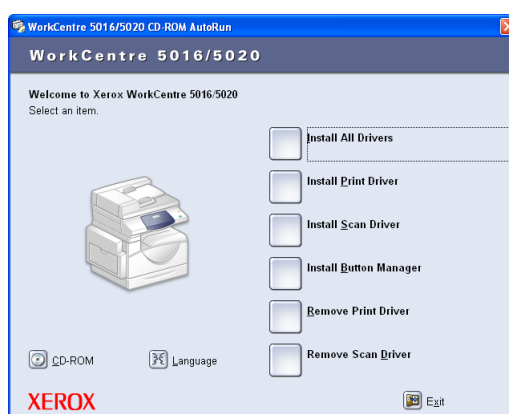 WorkCentre 5016/5020 CD-ROM AutoRun
WorkCentre 5016/5020
Welcome to Xerox WorkCentre 5016/5020
Select an item.
Install All Drivers
Install Print Driver
Install Scan Driver
Install Button Manager
Remove Print Driver
Remove Scan Driver
CD-ROM
Language
XEROX
Exit